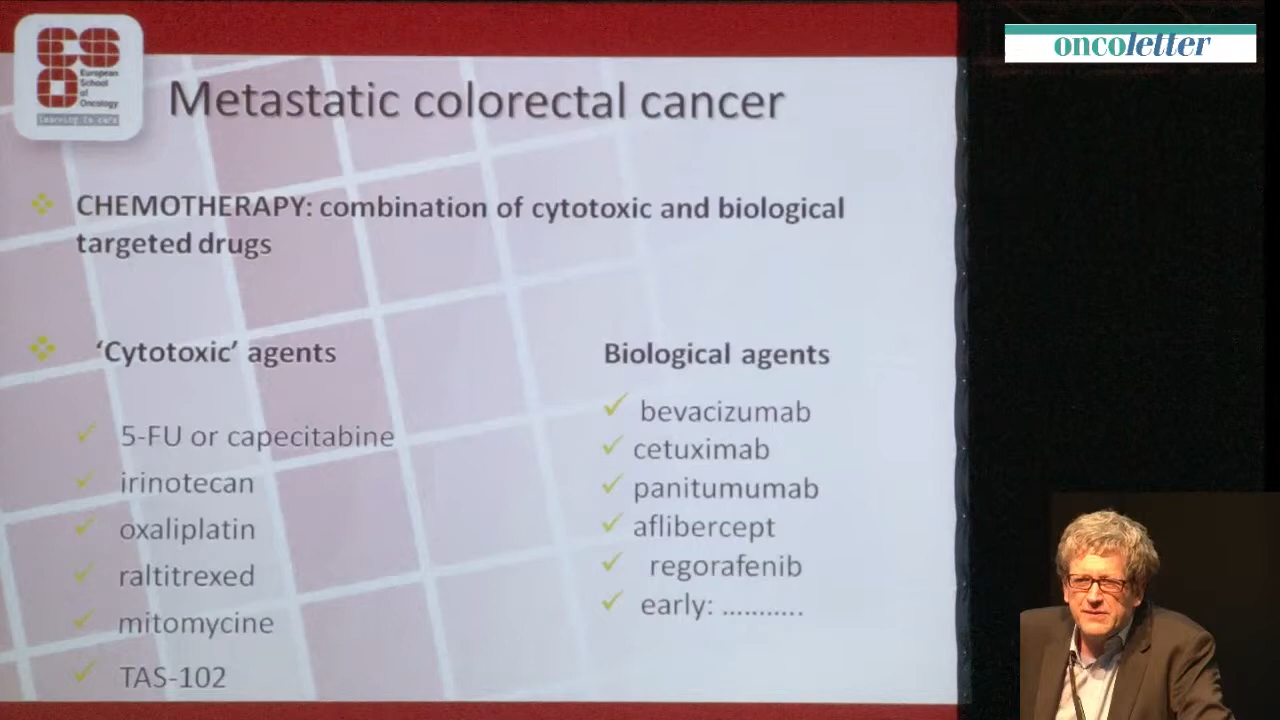 ESO
European
School
of
Oncology
learning to care
oncoletter
Metastatic colorectal cancer
CHEMOTHERAPY: combination of cytotoxic and biological
targeted drugs
‘Cytotoxic’ agents
5-FU or capecitabine
irinotecan
oxaliplatin
raltitrexed
mitomycine
TAS-102
Biological agents
bevacizumab
cetuximab
panitumumab
aflibercept
regorafenib
early: ...........